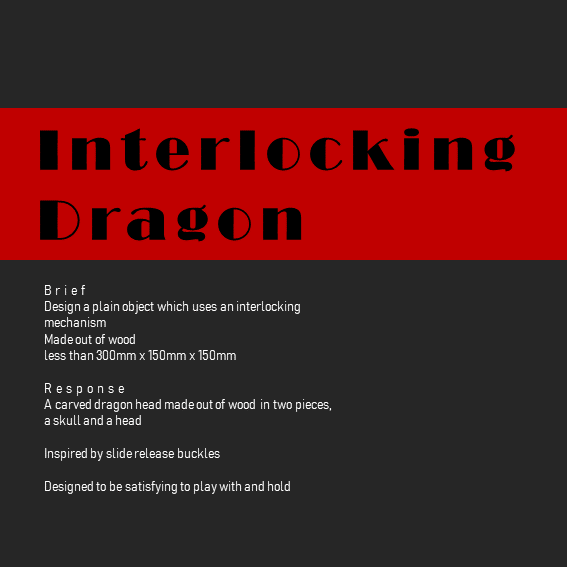 Interlocking
Dragon
Brief
Design a plain object which uses an interlocking
mechanism
Made out of wood
less than 300mm x 150mm x 150mm
Response
A carved dragon head made out of wood in two pieces,
a skull and a head
Inspired by slide release buckles
Designed to be satisfying to play with and hold